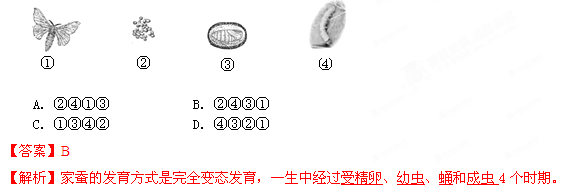 ① ② ③ ④
A. ②④①③ B. ②④③①
C. ①③④② D. ④③②①
【答案】B
【解析】家蚕的发育方式是完全变态发育，一生中经过受精卵、幼虫、蛹和成虫4个时期。